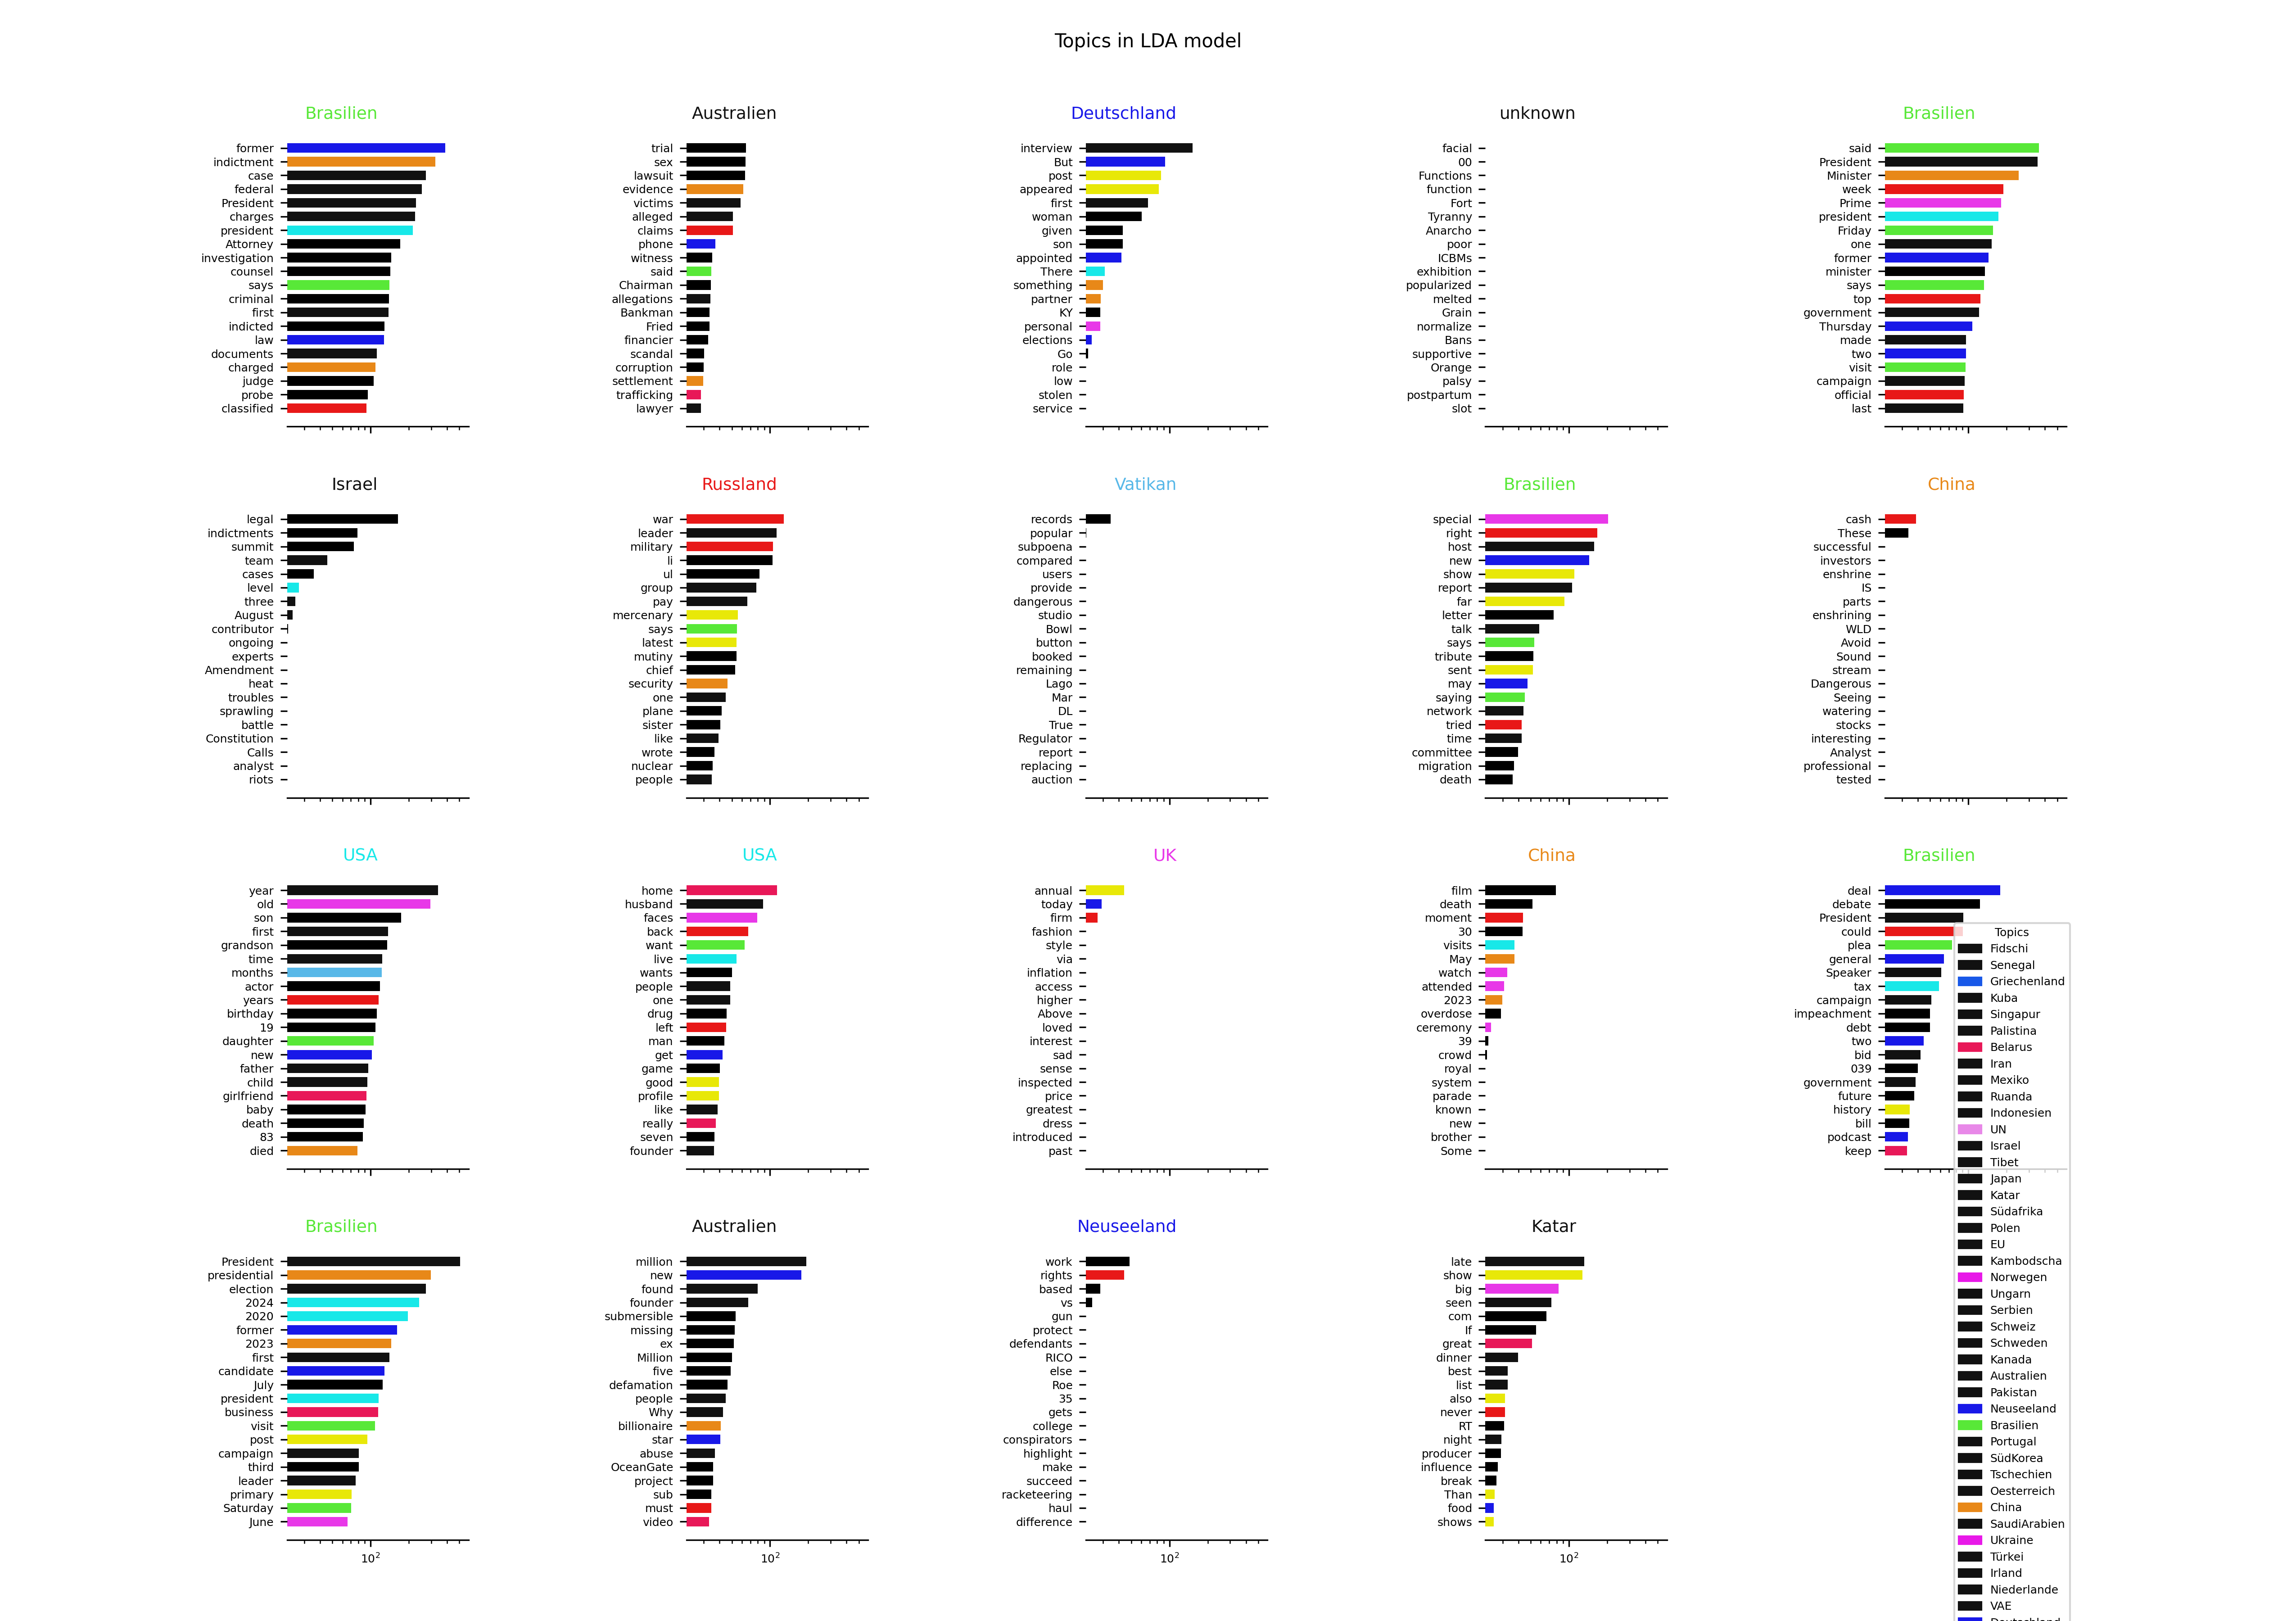 Topics in LDA model
Brasilien
former
indictment
case
federal
President
charges
president
Attorney
investigation
counsel
says
criminal
first
indicted
law
documents
charged
judge
probe
classified
Australien
trial
sex
lawsuit
evidence
victims
alleged
claims
phone
witness
said
Chairman
allegations
Bankman
Fried
financier
scandal
corruption
settlement
trafficking
lawyer
Deutschland
interview
But
post
appeared
first
woman
given
son
appointed
There
something
partner
KY
personal
elections
Go
role
low
stolen
service
unknown
facial
00
Functions
function
Fort
Tyranny
Anarcho
poor
ICBMs
exhibition
popularized
melted
Grain
normalize
Bans
supportive
Orange
palsy
postpartum
slot
Brasilien
said
President
Minister
week
Prime
president
Friday
one
former
minister
says
top
government
Thursday
made
two
visit
campaign
official
last
Israel
legal
indictments
summit
team
cases
level
three
August
contributor
ongoing
experts
Amendment
heat
troubles
sprawling
battle
Constitution
Calls
analyst
riots
Russland
war
leader
military
li
ul
group
pay
mercenary
says
latest
mutiny
chief
security
one
plane
sister
like
wrote
nuclear
people
Vatikan
records
popular
subpoena
compared
users
provide
dangerous
studio
Bowl
button
booked
remaining
Lago
Mar
DL
True
Regulator
report
replacing
auction
Brasilien
special
right
host
new
show
report
far
letter
talk
says
tribute
sent
may
saying
network
tried
time
committee
migration
death
China
cash
These
successful
investors
enshrine
IS
parts
enshrining
WLD
Avoid
Sound
stream
Dangerous
Seeing
watering
stocks
interesting
Analyst
professional
tested
USA
year
old
son
first
grandson
time
months
actor
years
birthday
19
daughter
new
father
child
girlfriend
baby
death
83
died
USA
home
husband
faces
back
want
live
wants
people
one
drug
left
man
get
game
good
profile
like
really
seven
founder
UK
annual
today
firm
fashion
style
via
inflation
access
higher
Above
loved
interest
sad
sense
inspected
price
greatest
dress
introduced
past
China
film
death
moment
30
visits
May
watch
attended
2023
overdose
ceremony
39
crowd
royal
system
parade
known
new
brother
Some
Brasilien
deal
debate
President
could
plea
general
Speaker
tax
campaign
impeachment
debt
two
bid
039
government
future
history
bill
podcast
keep
Brasilien
President
presidential
election
2024
2020
former
2023
first
candidate
July
president
business
visit
post
campaign
third
leader
primary
Saturday
June
10²
Australien
million
new
found
founder
submersible
missing
ex
Million
five
defamation
people
Why
billionaire
star
abuse
OceanGate
project
sub
must
video
10²
Neuseeland
work
rights
based
vs
gun
protect
defendants
RICO
else
Roe
35
gets
college
conspirators
highlight
make
succeed
racketeering
haul
difference
10²
Katar
late
show
big
seen
com
If
great
dinner
best
list
also
never
RT
night
producer
influence
break
Than
food
shows
10²
Topics
Fidschi
Senegal
Griechenland
Kuba
Singapur
Palistina
Belarus
Iran
Mexiko
Ruanda
Indonesien
UN
Israel
Tibet
Japan
Katar
Südafrika
Polen
EU
Kambodscha
Norwegen
Ungarn
Serbien
Schweiz
Schweden
Kanada
Australien
Pakistan
Neuseeland
Brasilien
Portugal
SüdKorea
Tschechien
Oesterreich
China
SaudiArabien
Ukraine
Türkei
Irland
Niederlande
VAE